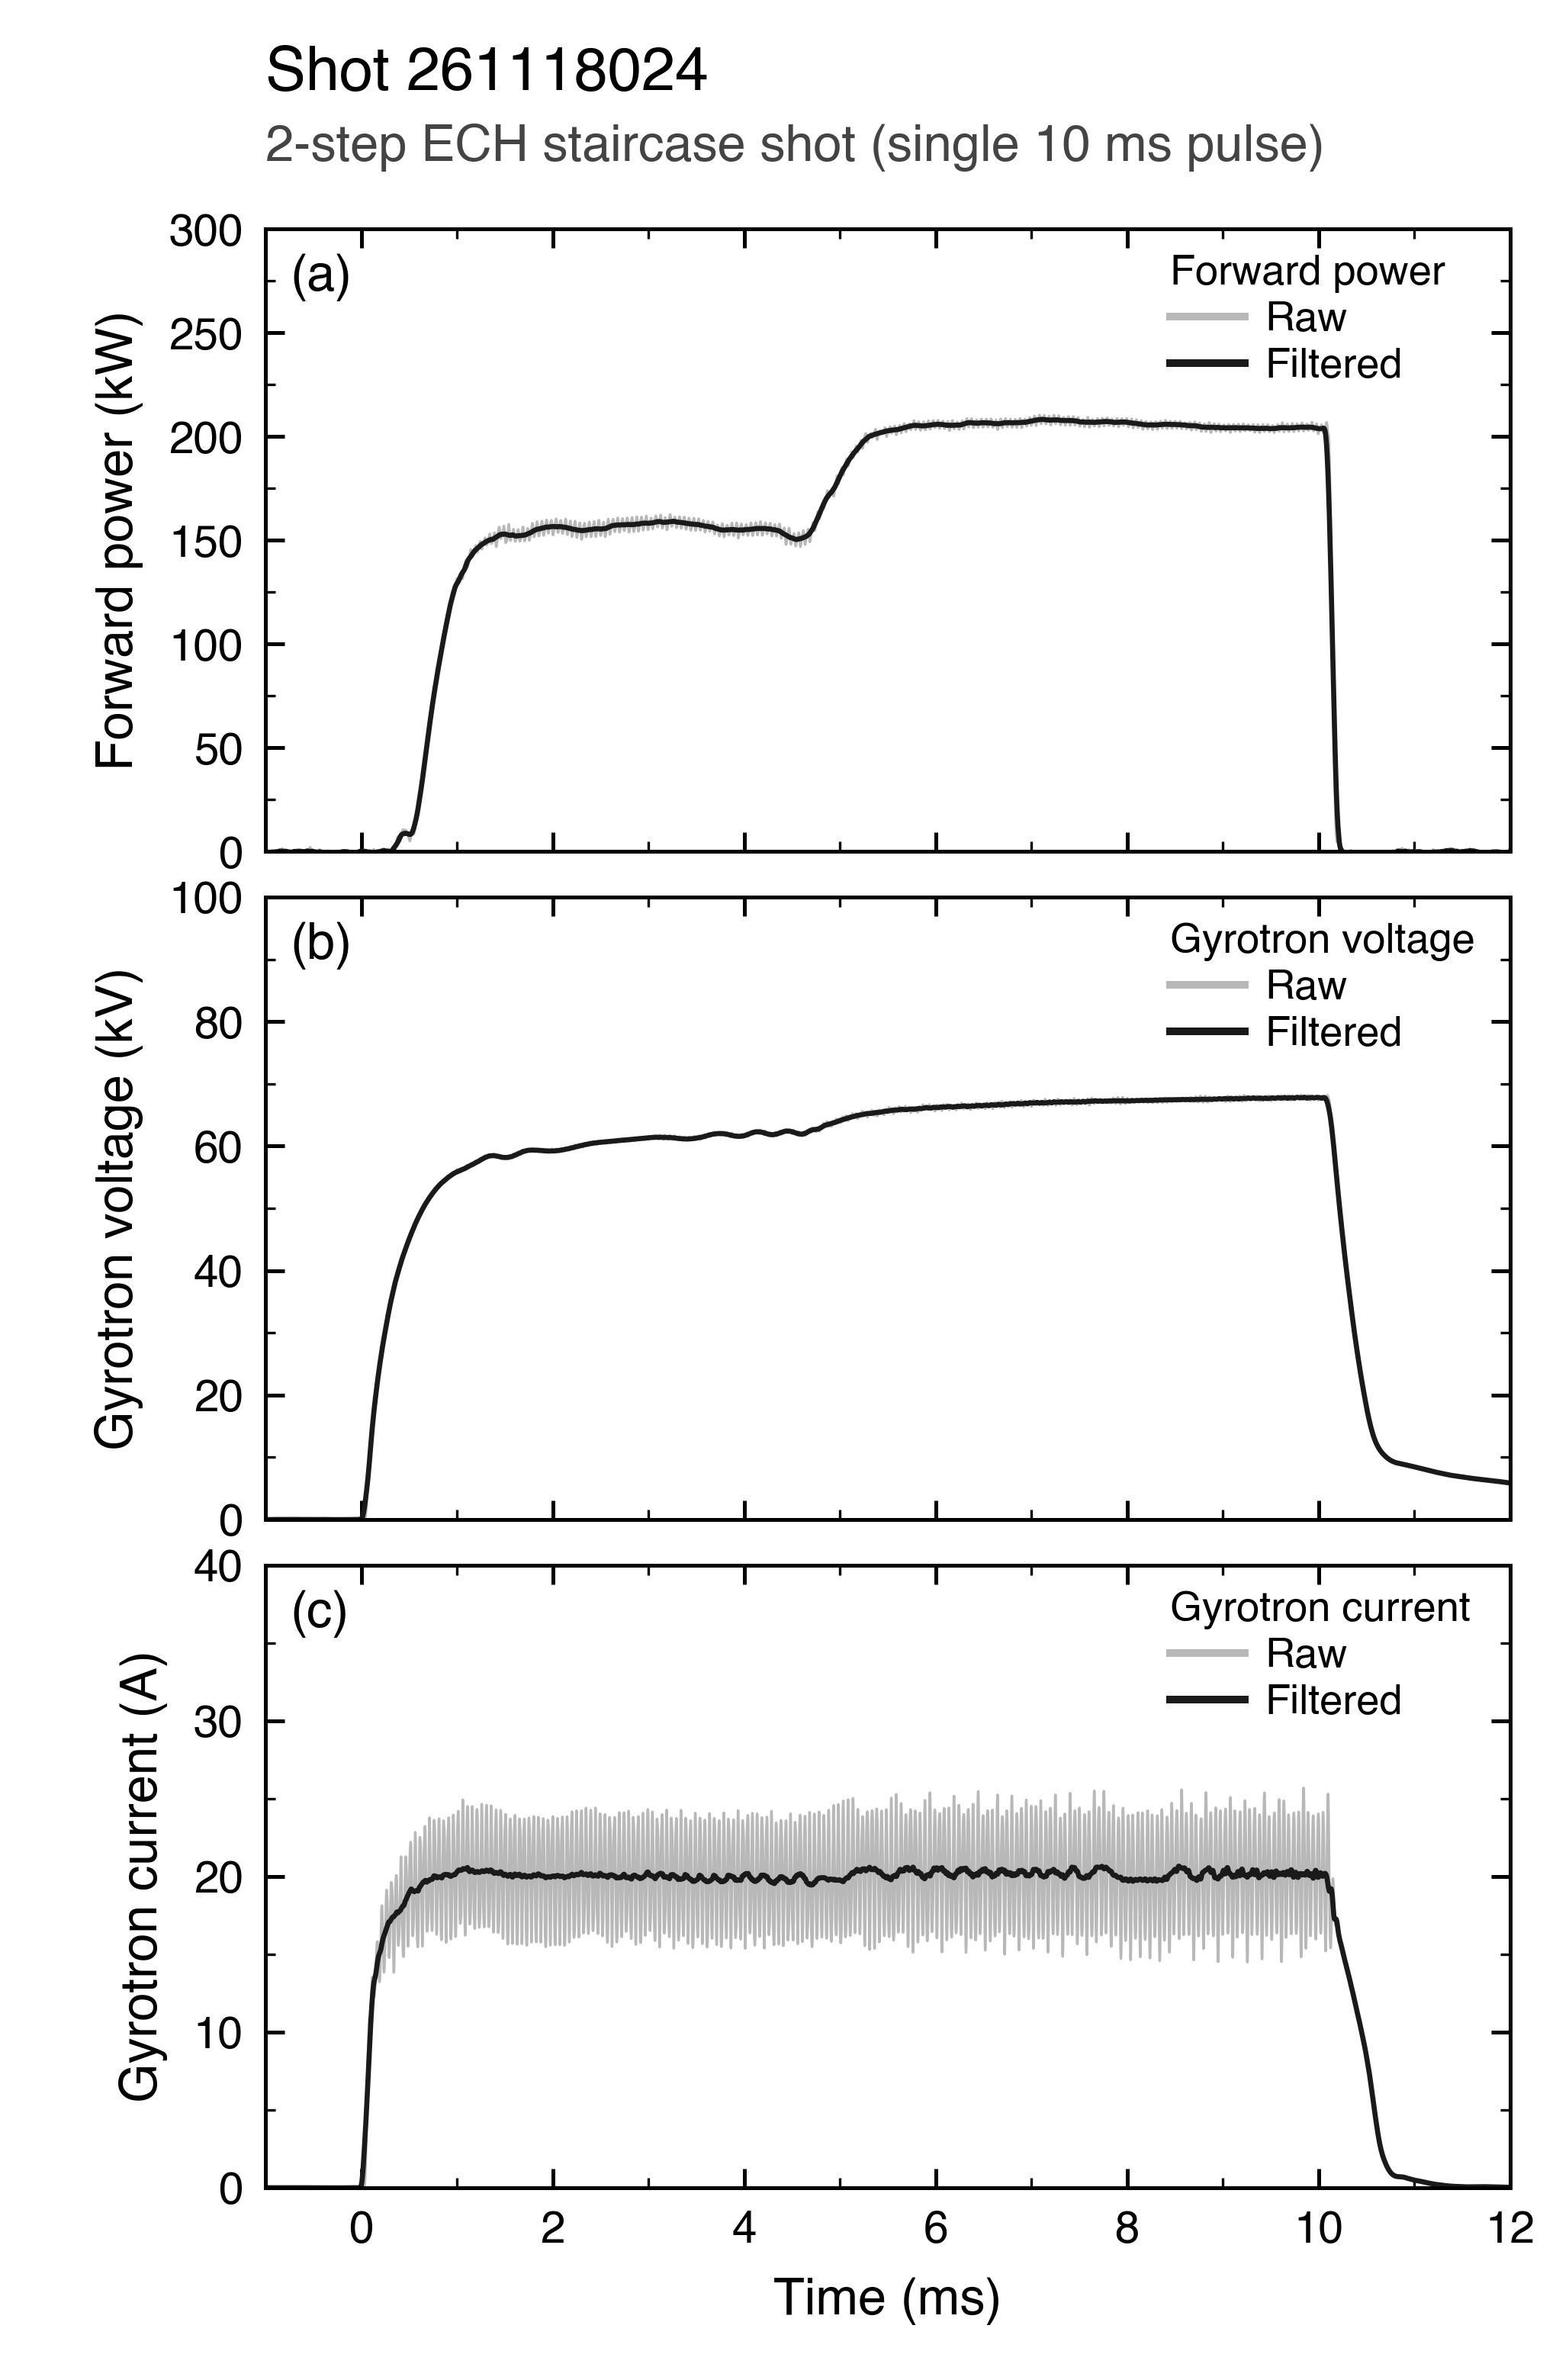 Shot 261118024
2-step ECH staircase shot (single 10 ms pulse)
300
250
200
150
100
50
0
Forward power (kW)
(a)
Forward power
Raw
Filtered
100
80
60
40
20
0
Gyrotron voltage (kV)
(b)
Gyrotron voltage
Raw
Filtered
40
30
20
10
0
Gyrotron current (A)
(c)
Gyrotron current
Raw
Filtered
0 2 4 6 8 10 12
Time (ms)